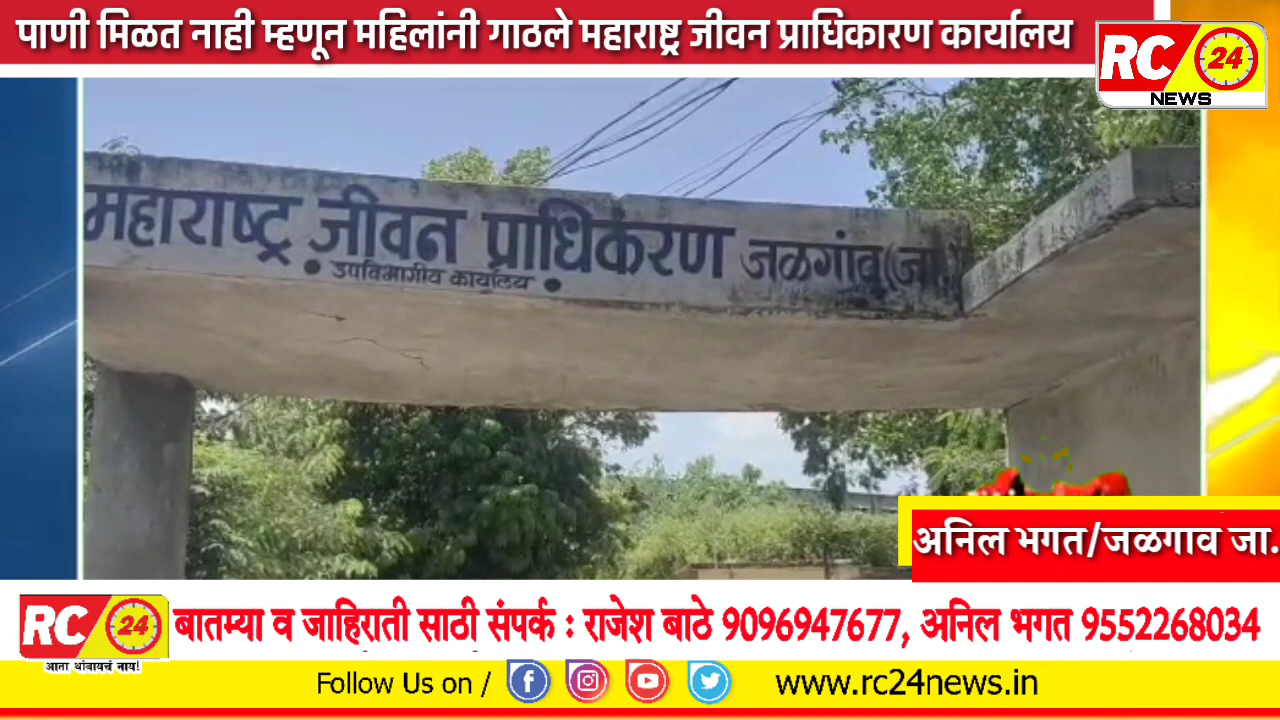 पाणी मिळत नाही म्हणून महिलांनी गाठले महाराष्ट्र जीवन प्राधिकारण कार्यालय
RC 24
NEWS
महाराष्ट्र जीवन प्राधिकरण जळगांव (जा.)
उपविभागीय कार्यालय
अनिल भगत/जळगाव जा.
RC 24
बातम्या व जाहिराती साठी संपर्क : राजेश बाठे 9096947677, अनिल भगत 9552268034
आता थांबायचं नाय!
Follow Us on /
www.rc24news.in